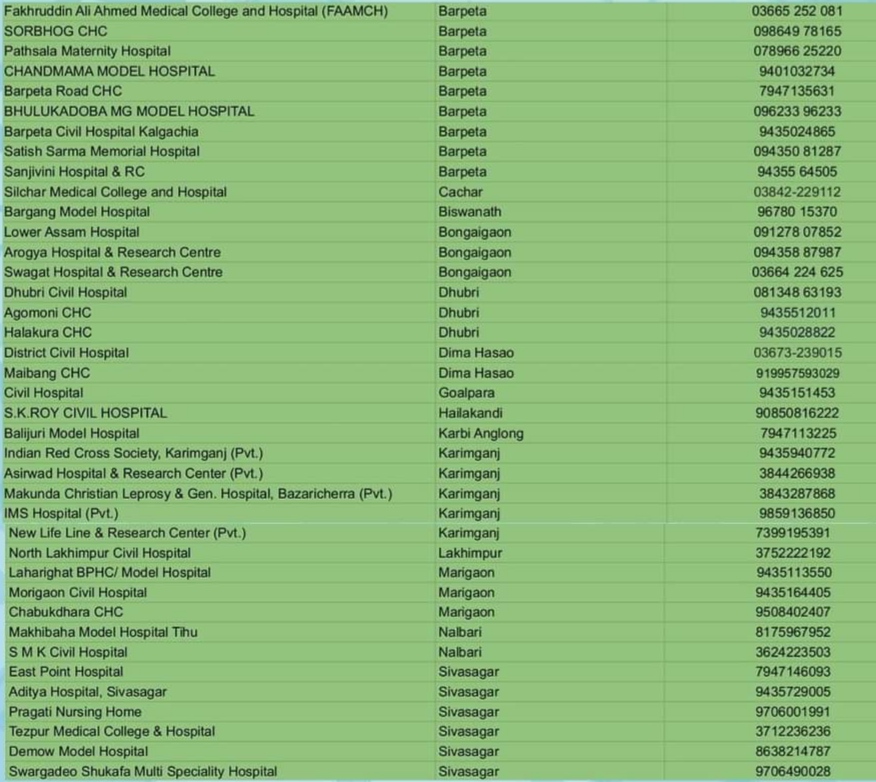 Fakhruddin Ali Ahmed Medical College and Hospital (FAAMCH) Barpeta 03665 252 081
SORBHOG CHC Barpeta 098649 78165
Pathsala Maternity Hospital Barpeta 078966 25220
CHANDMAMA MODEL HOSPITAL Barpeta 9401032734
Barpeta Road CHC Barpeta 7947135631
BHULUKADOBA MG MODEL HOSPITAL Barpeta 096233 96233
Barpeta Civil Hospital Kalgachia Barpeta 9435024865
Satish Sarma Memorial Hospital Barpeta 094350 81287
Sanjivini Hospital & RC Barpeta 94355 64505
Silchar Medical College and Hospital Cachar 03842-229112
Bargang Model Hospital Biswanath 96780 15370
Lower Assam Hospital Bongaigaon 091278 07852
Arogya Hospital & Research Centre Bongaigaon 094358 87987
Swagat Hospital & Research Centre Bongaigaon 03664 224 625
Dhubri Civil Hospital Dhubri 081348 63193
Agomoni CHC Dhubri 9435512011
Halakura CHC Dhubri 9435028822
District Civil Hospital Dima Hasao 03673-239015
Maibang CHC Dima Hasao 919957593029
Civil Hospital Goalpara 9435151453
S.K.ROY CIVIL HOSPITAL Hailakandi 90850816222
Balijuri Model Hospital Karbi Anglong 7947113225
Indian Red Cross Society, Karimganj (Pvt.) Karimganj 9435940772
Asirwad Hospital & Research Center (Pvt.) Karimganj 3844266938
Makunda Christian Leprosy & Gen. Hospital, Bazaricherra (Pvt.) Karimganj 3843287868
IMS Hospital (Pvt.) Karimganj 9859136850
New Life Line & Research Center (Pvt.) Karimganj 7399195391
North Lakhimpur Civil Hospital Lakhimpur 3752222192
Laharighat BPHC/ Model Hospital Marigaon 9435113550
Morigaon Civil Hospital Marigaon 9435164405
Chabukdhara CHC Marigaon 9508402407
Makhibaha Model Hospital Tihu Nalbari 8175967952
S M K Civil Hospital Nalbari 3624223503
East Point Hospital Sivasagar 7947146093
Aditya Hospital, Sivasagar Sivasagar 9435729005
Pragati Nursing Home Sivasagar 9706001991
Tezpur Medical College & Hospital Sivasagar 3712236236
Demow Model Hospital Sivasagar 8638214787
Swargadeo Shukafa Multi Speciality Hospital Sivasagar 9706490028